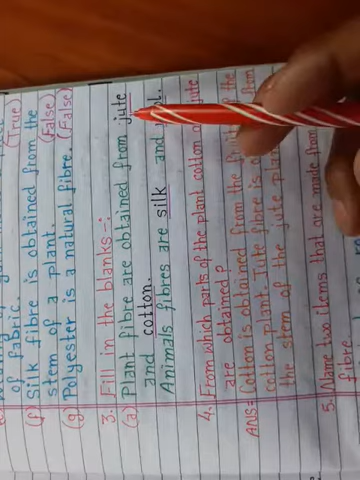 of fabric. (True)
(f) Silk fibre is obtained from the
stem of a plant. (False)
(g) Polyester is a natural fibre. (False)
3. Fill in the blanks-:
(a) Plant fibre are obtained from jute
and cotton.
Animals fibres are silk and
4. From which parts of the plant cotton jute
are obtained?
ANS= Cotton is obtained from the the
cotton plant. Jute fibre is from
the stem of the jute
5. Name two items that are made from
fibre